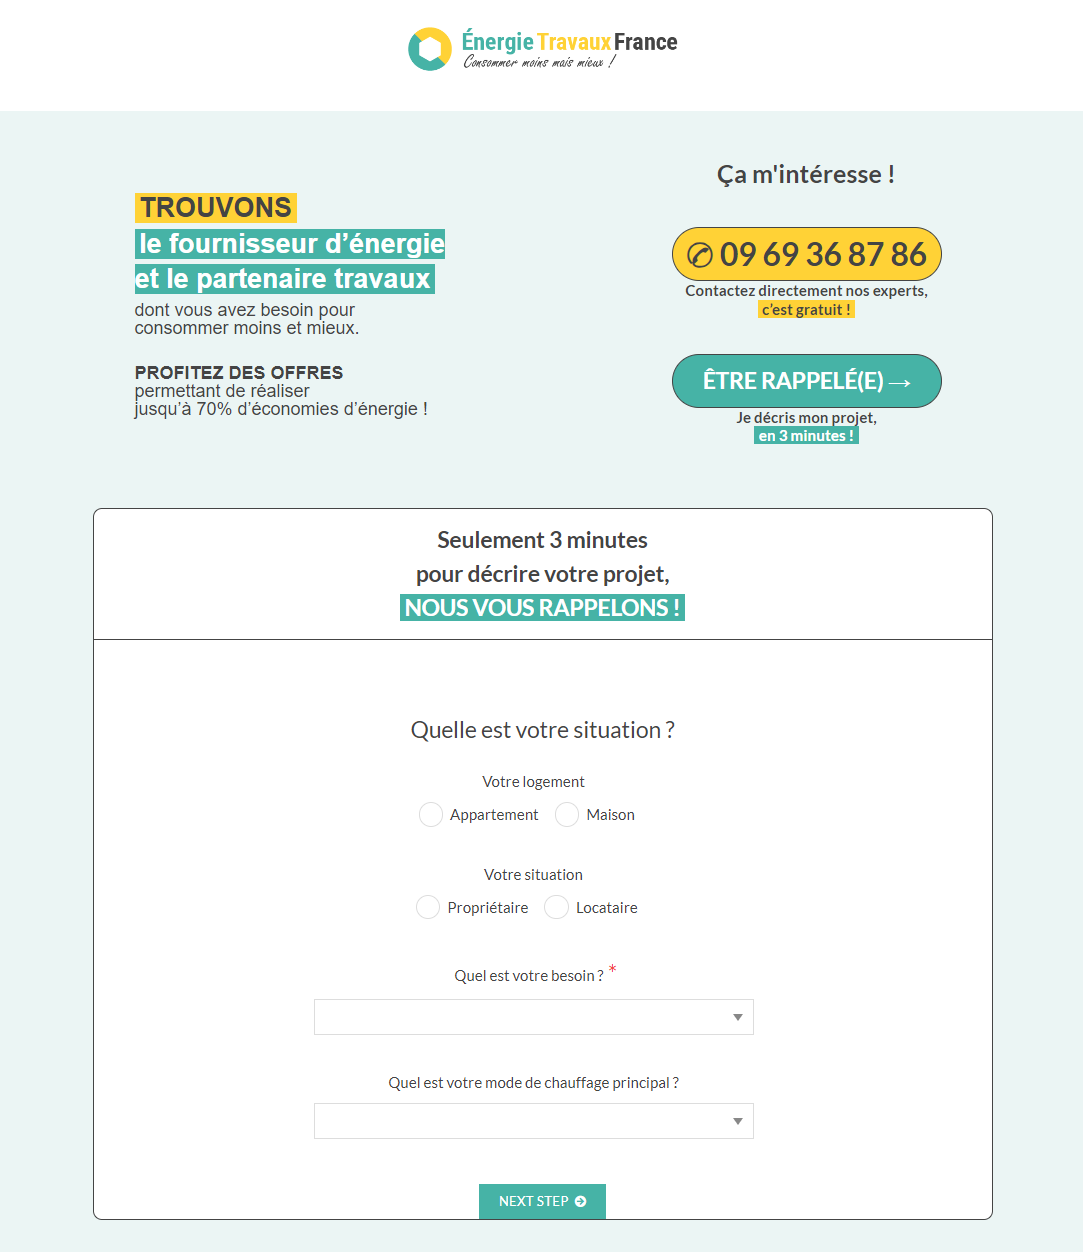 Énergie Travaux France
Consommer moins mais mieux !
TROUVONS
le fournisseur d’énergie
et le partenaire travaux
dont vous avez besoin pour
consommer moins et mieux.
PROFITEZ DES OFFRES
permettant de réaliser
jusqu’à 70% d’économies d’énergie !
Ça m'intéresse !
✆ 09 69 36 87 86
Contactez directement nos experts,
c’est gratuit !
ÊTRE RAPPELÉ(E) →
Je décris mon projet,
en 3 minutes !
Seulement 3 minutes
pour décrire votre projet,
NOUS VOUS RAPPELONS !
Quelle est votre situation ?
Votre logement
Appartement Maison
Votre situation
Propriétaire Locataire
Quel est votre besoin ? *
Quel est votre mode de chauffage principal ?
NEXT STEP